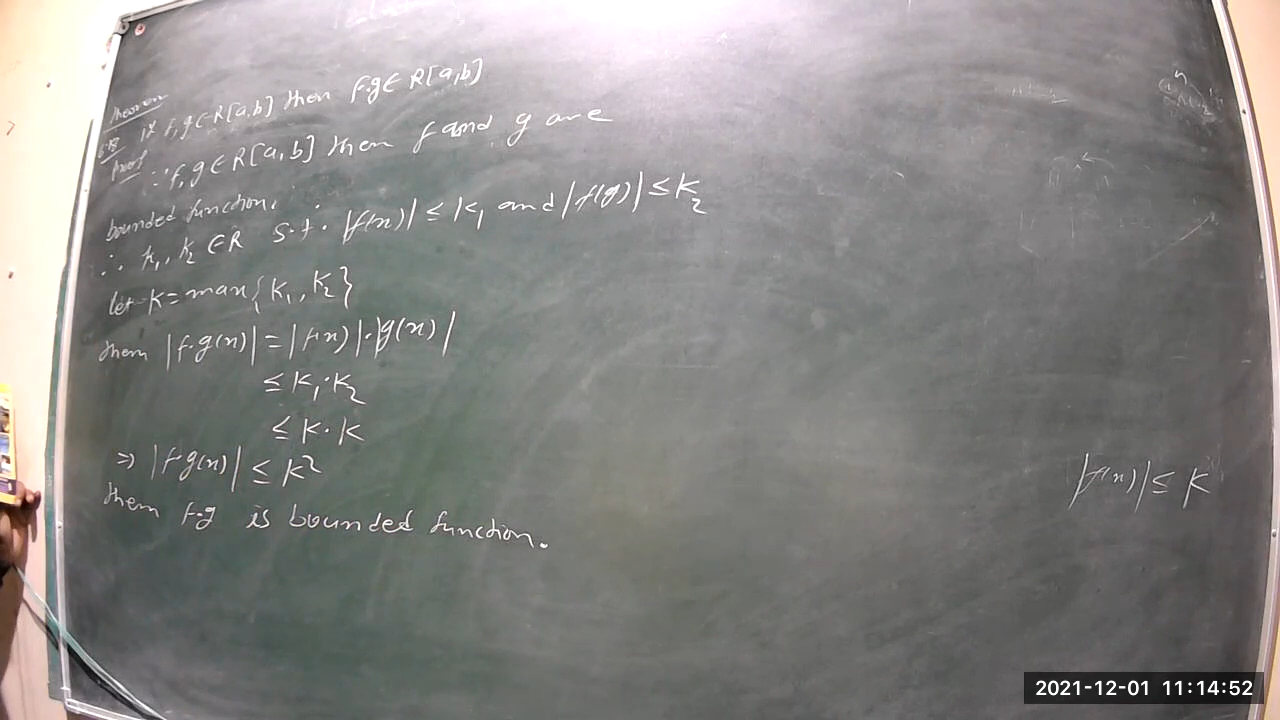 Theorem
If f,g ∈ R[a,b] then f.g ∈ R[a,b]
Proof ∵ f,g ∈ R[a,b] then f and g are
bounded function.
∴ K₁, K₂ ∈ R s.t. |f(x)| ≤ K₁ and |f(g)| ≤ K₂
let K = max{K₁, K₂}
then |f.g(x)| = |f(x)|.|g(x)|
≤ K₁.K₂
≤ K.K
⇒ |f.g(x)| ≤ K²
then f.g is bounded function.
|f(x)| ≤ K
2021-12-01 11:14:52